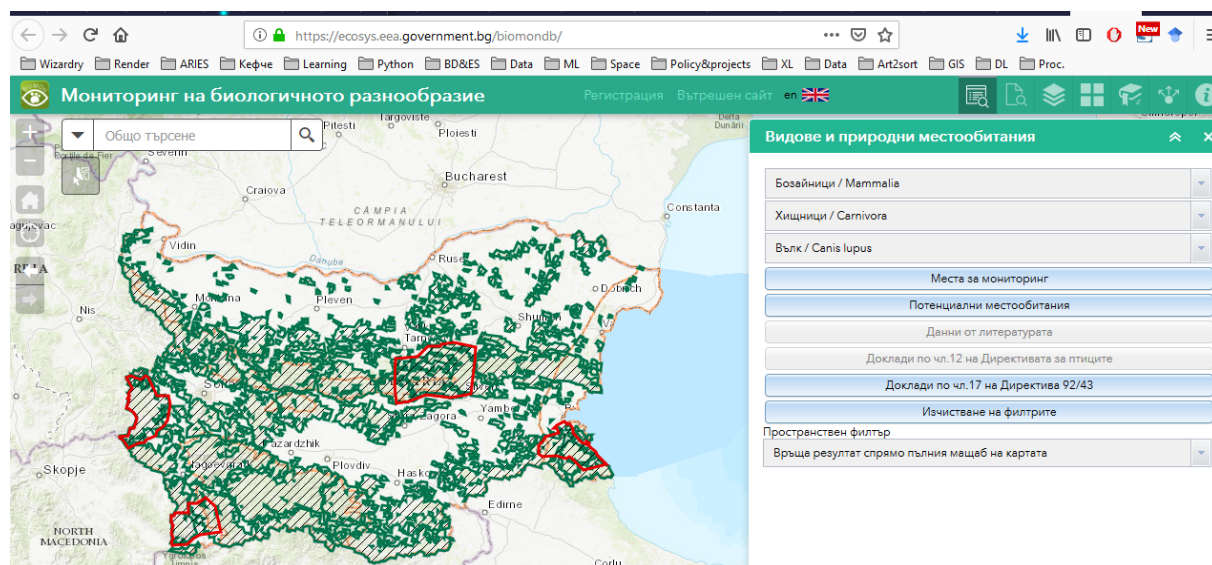 https://ecosys.eea.government.bg/biomondb/
New
Wizardry Render ARIES Кефче Learning Python BD&ES Data ML Space Policy&projects XL Data Art2sort GIS DL Proc.
Мониторинг на биологичното разнообразие
Регистрация Вътрешен сайт en
Общо търсене
Видове и природни местообитания
Бозайници / Mammalia
Хищници / Carnivora
Вълк / Canis lupus
Места за мониторинг
Потенциални местообитания
Данни от литературата
Доклади по чл.12 на Директивата за птиците
Доклади по чл.17 на Директива 92/43
Изчистване на филтрите
Пространствен филтър
Връща резултат спрямо пълния мащаб на картата
Pitesti
Targoviste
Ploiesti
Delta
Dunării
Severin
Craiova
Bucharest
CÂMPIA
TELEORMANULUI
Constanta
Vidin
Danube
Ruse
Dobrich
Nis
Montana
Pleven
Yambol
Pazardzhik
Plovdiv
Skopje
Edirne
NORTH
MACEDONIA
Corlu